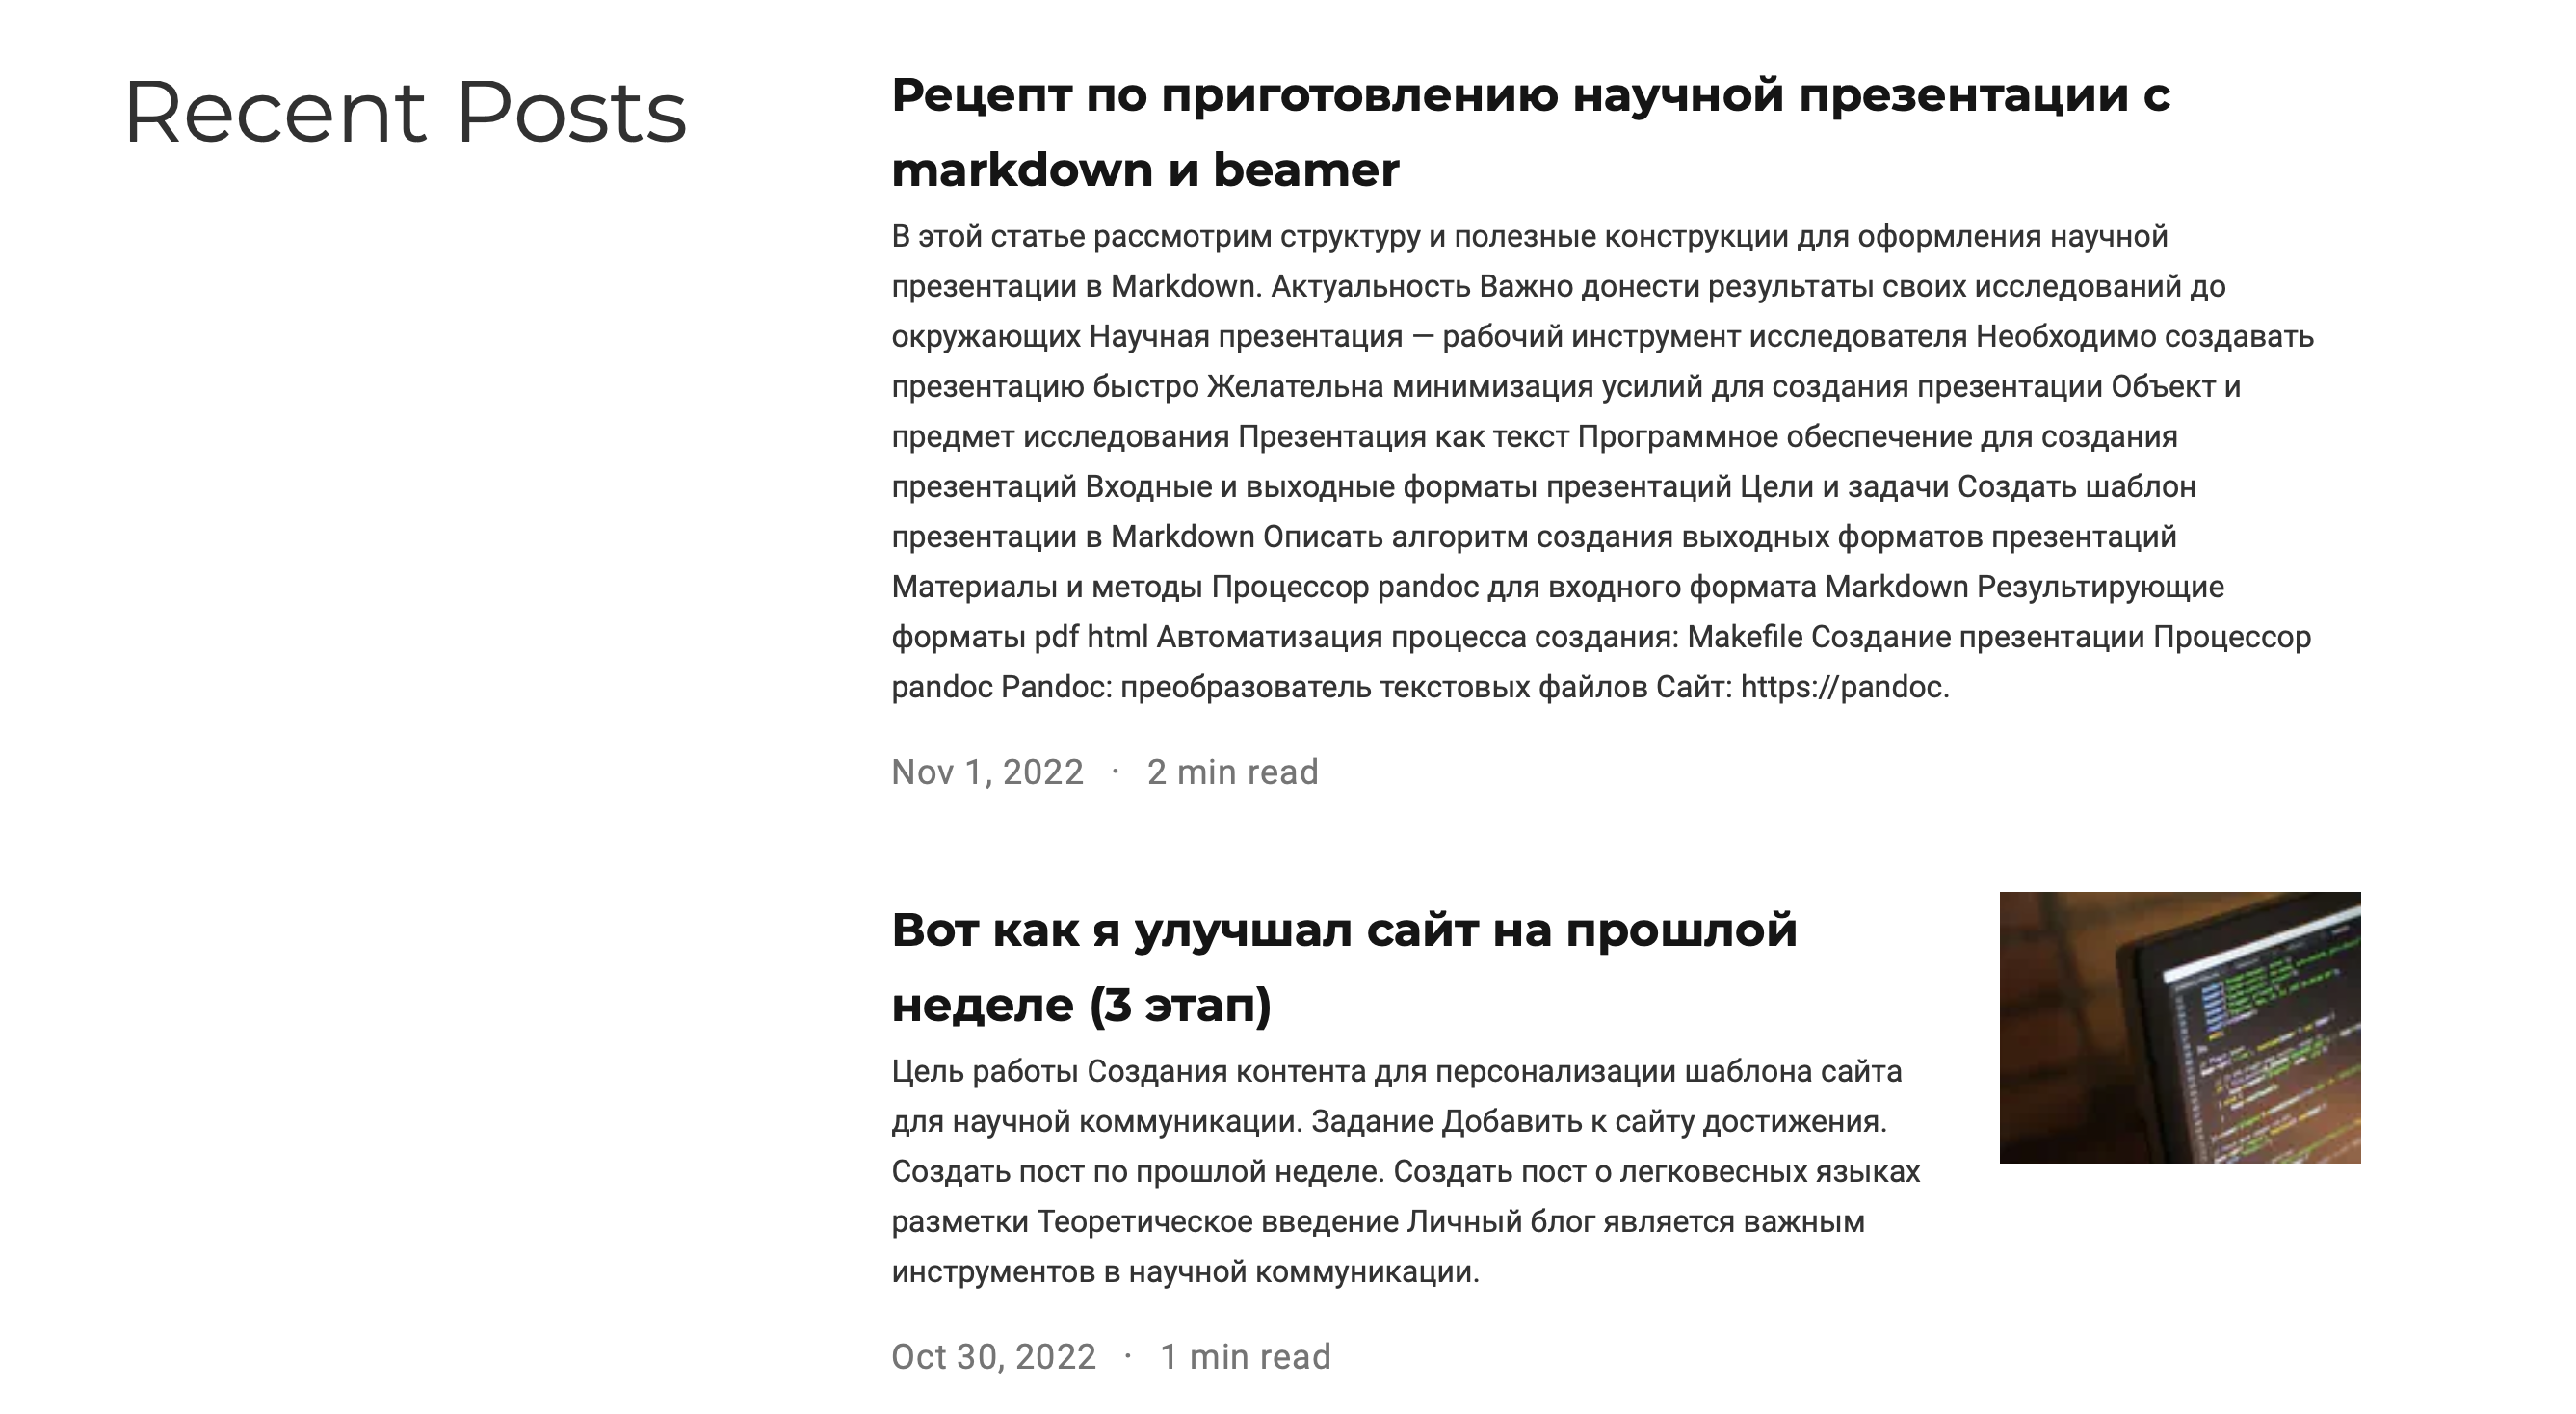 Recent Posts
Рецепт по приготовлению научной презентации с
markdown и beamer
В этой статье рассмотрим структуру и полезные конструкции для оформления научной
презентации в Markdown. Актуальность Важно донести результаты своих исследований до
окружающих Научная презентация — рабочий инструмент исследователя Необходимо создавать
презентацию быстро Желательна минимизация усилий для создания презентации Объект и
предмет исследования Презентация как текст Программное обеспечение для создания
презентаций Входные и выходные форматы презентаций Цели и задачи Создать шаблон
презентации в Markdown Описать алгоритм создания выходных форматов презентаций
Материалы и методы Процессор pandoc для входного формата Markdown Результирующие
форматы pdf html Автоматизация процесса создания: Makefile Создание презентации Процессор
pandoc Pandoc: преобразователь текстовых файлов Сайт: https://pandoc.
Nov 1, 2022 · 2 min read
Вот как я улучшал сайт на прошлой
неделе (3 этап)
Цель работы Создания контента для персонализации шаблона сайта
для научной коммуникации. Задание Добавить к сайту достижения.
Создать пост по прошлой неделе. Создать пост о легковесных языках
разметки Теоретическое введение Личный блог является важным
инструментов в научной коммуникации.
Oct 30, 2022 · 1 min read